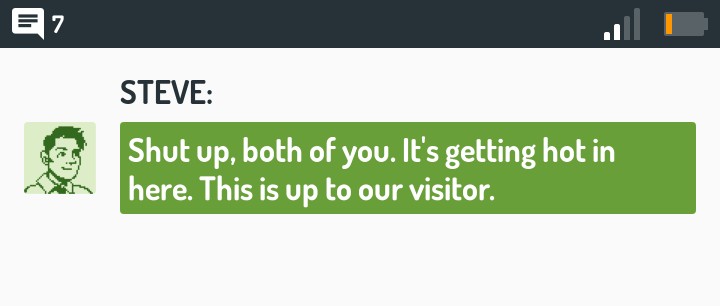 7
STEVE:
Shut up, both of you. It's getting hot in
here. This is up to our visitor.